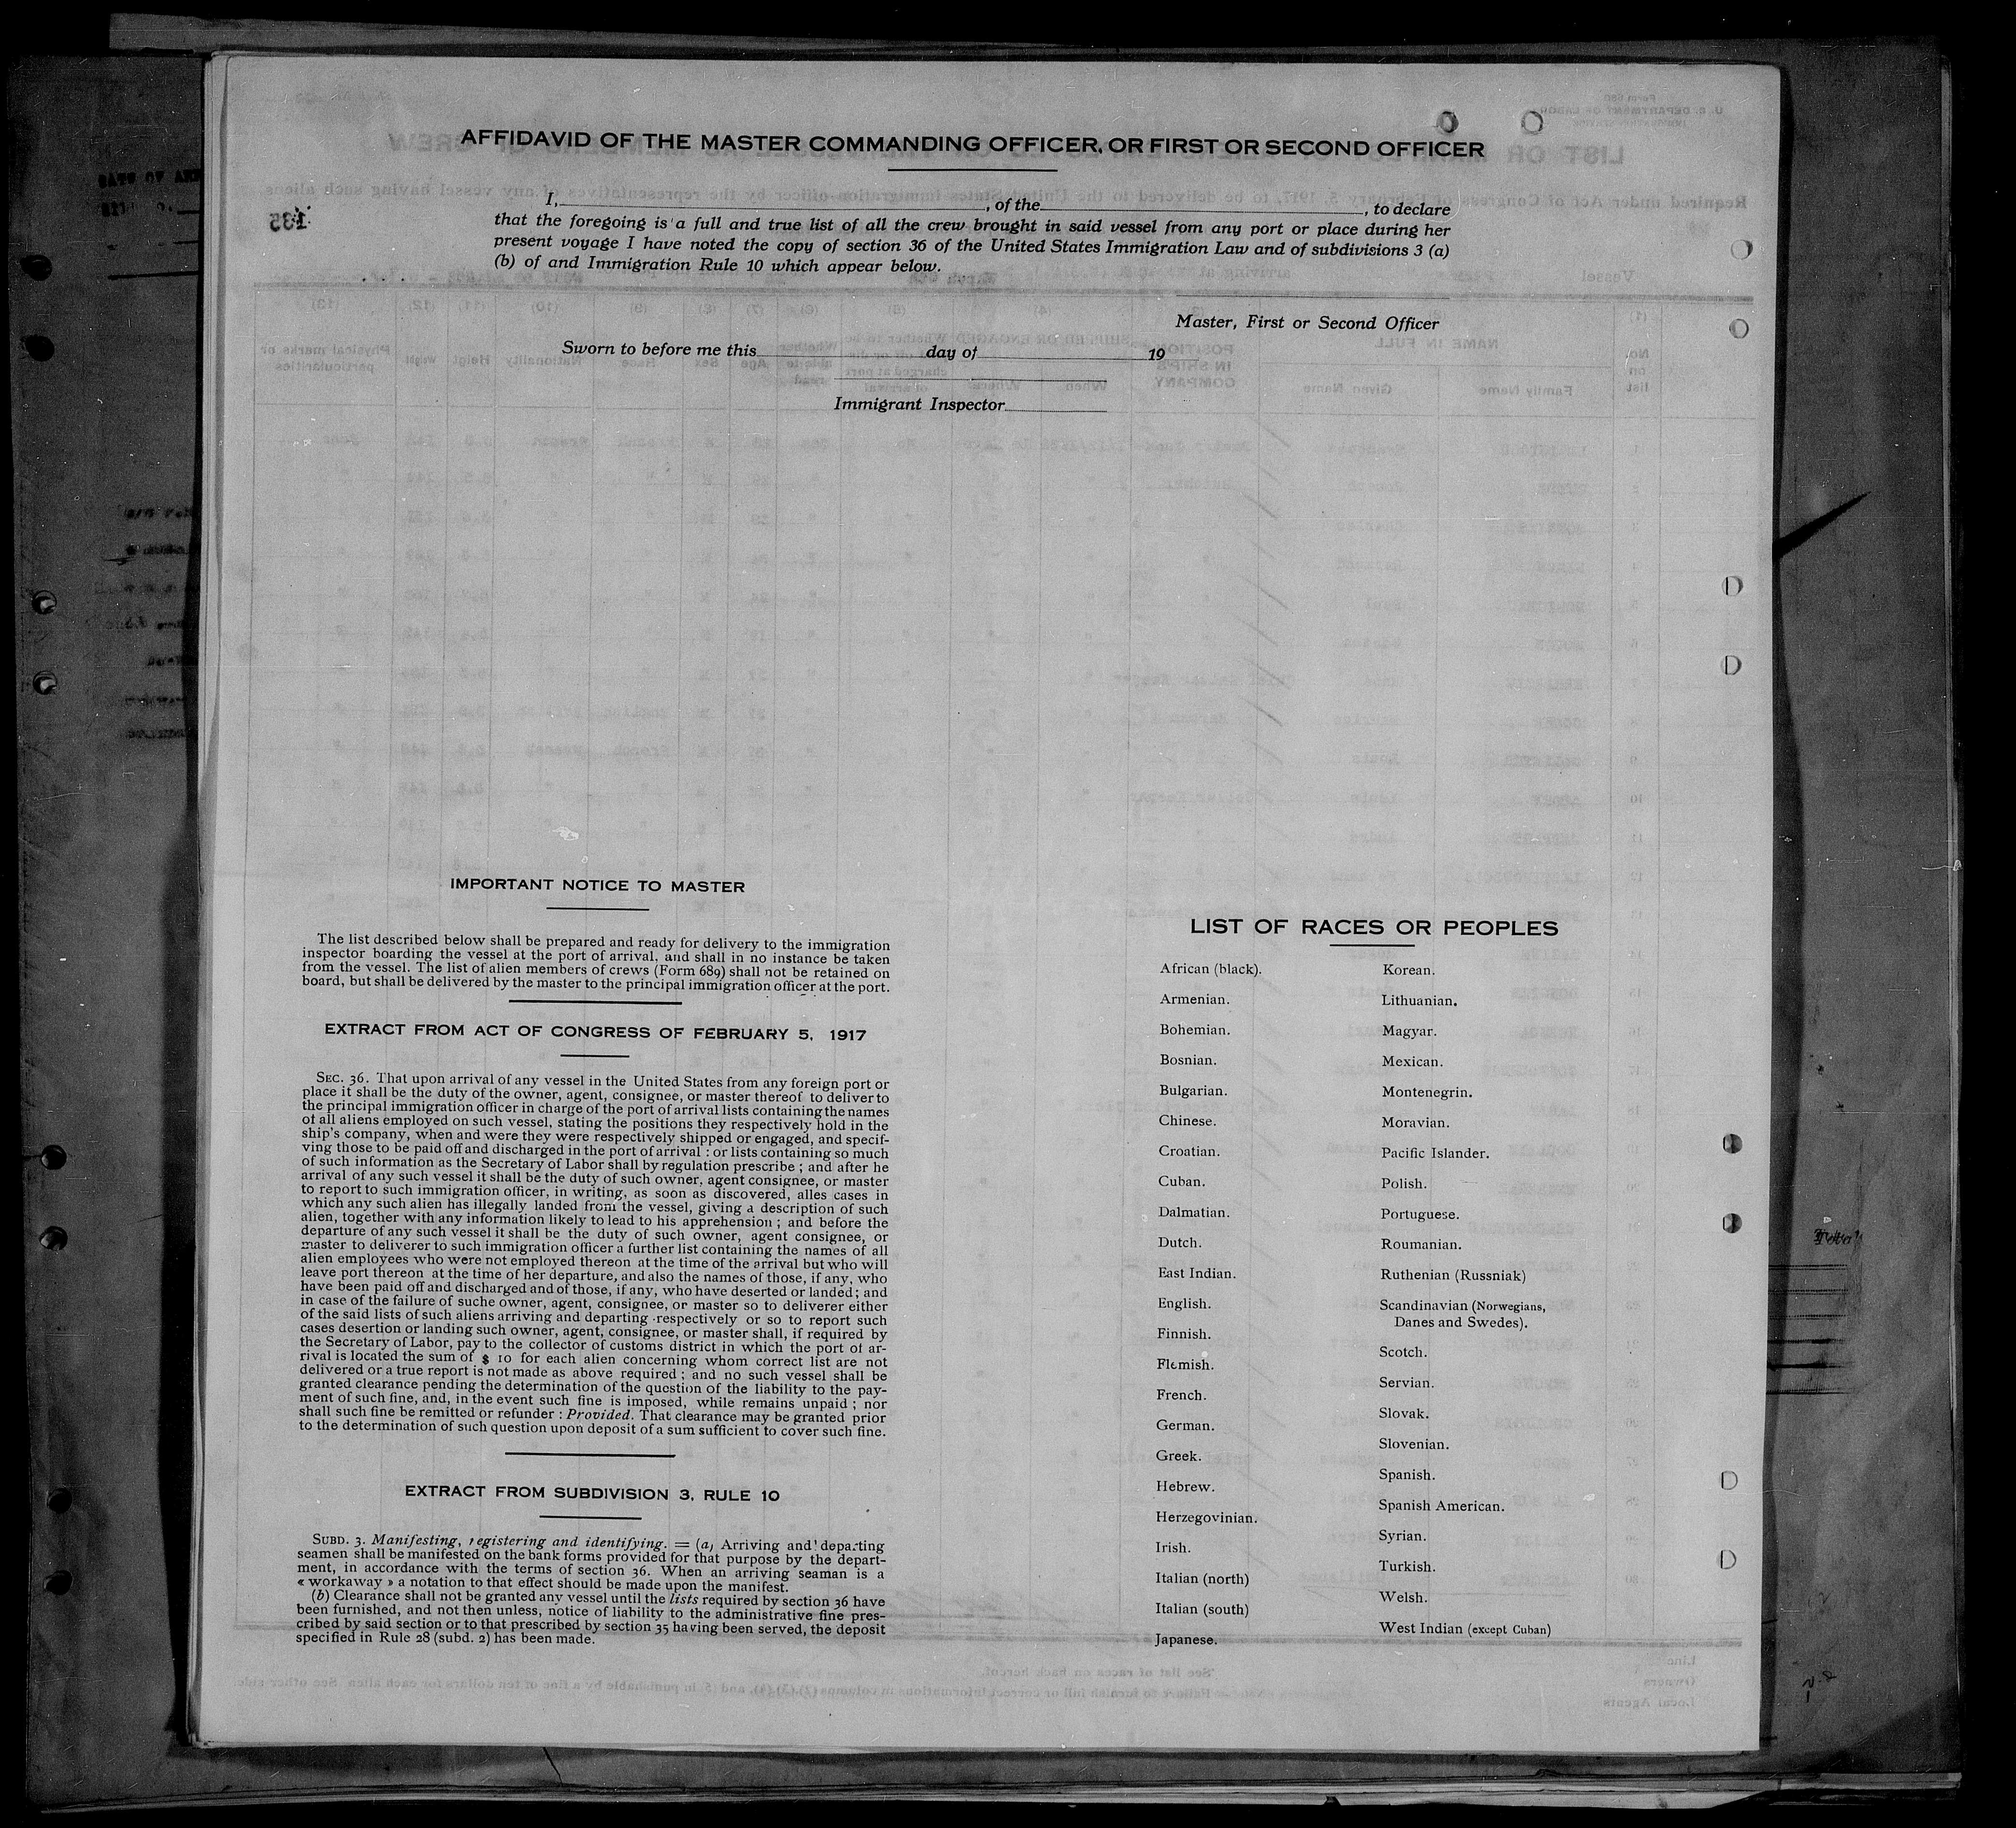 AFFIDAVID OF THE MASTER COMMANDING OFFICER, OR FIRST OR SECOND OFFICER
I, , of the , to declare
that the foregoing is a full and true list of all the crew brought in said vessel from any port or place during her
present voyage I have noted the copy of section 36 of the United States Immigration Law and of subdivisions 3 (a)
(b) of and Immigration Rule 10 which appear below.
Master, First or Second Officer
Sworn to before me this day of 19
Immigrant Inspector
IMPORTANT NOTICE TO MASTER
The list described below shall be prepared and ready for delivery to the immigration
inspector boarding the vessel at the port of arrival, and shall in no instance be taken
from the vessel. The list of alien members of crews (Form 689) shall not be retained on
board, but shall be delivered by the master to the principal immigration officer at the port.
EXTRACT FROM ACT OF CONGRESS OF FEBRUARY 5, 1917
SEC. 36. That upon arrival of any vessel in the United States from any foreign port or
place it shall be the duty of the owner, agent, consignee, or master thereof to deliver to
the principal immigration officer in charge of the port of arrival lists containing the names
of all aliens employed on such vessel, stating the positions they respectively hold in the
ship's company, when and were they were respectively shipped or engaged, and specif-
ving those to be paid off and discharged in the port of arrival : or lists containing so much
of such information as the Secretary of Labor shall by regulation prescribe ; and after he
arrival of any such vessel it shall be the duty of such owner, agent consignee, or master
to report to such immigration officer, in writing, as soon as discovered, alles cases in
which any such alien has illegally landed from the vessel, giving a description of such
alien, together with any information likely to lead to his apprehension ; and before the
departure of any such vessel it shall be the duty of such owner, agent consignee, or
master to deliverer to such immigration officer a further list containing the names of all
alien employees who were not employed thereon at the time of the arrival but who will
leave port thereon at the time of her departure, and also the names of those, if any, who
have been paid off and discharged and of those, if any, who have deserted or landed; and
in case of the failure of suche owner, agent, consignee, or master so to deliverer either
of the said lists of such aliens arriving and departing respectively or so to report such
cases desertion or landing such owner, agent, consignee, or master shall, if required by
the Secretary of Labor, pay to the collector of customs district in which the port of ar-
rival is located the sum of $ 10 for each alien concerning whom correct list are not
delivered or a true report is not made as above required ; and no such vessel shall be
granted clearance pending the determination of the question of the liability to the pay-
ment of such fine, and, in the event such fine is imposed, while remains unpaid ; nor
shall such fine be remitted or refunder : Provided. That clearance may be granted prior
to the determination of such question upon deposit of a sum sufficient to cover such fine.
EXTRACT FROM SUBDIVISION 3, RULE 10
SUBD. 3. Manifesting, registering and identifying. = (a) Arriving and departing
seamen shall be manifested on the bank forms provided for that purpose by the depart-
ment, in accordance with the terms of section 36. When an arriving seaman is a
« workaway » a notation to that effect should be made upon the manifest.
(b) Clearance shall not be granted any vessel until the lists required by section 36 have
been furnished, and not then unless, notice of liability to the administrative fine pres-
cribed by said section or to that prescribed by section 35 having been served, the deposit
specified in Rule 28 (subd. 2) has been made.
LIST OF RACES OR PEOPLES
African (black).
Armenian.
Bohemian.
Bosnian.
Bulgarian.
Chinese.
Croatian.
Cuban.
Dalmatian.
Dutch.
East Indian.
English.
Finnish.
Flemish.
French.
German.
Greek.
Hebrew.
Herzegovinian.
Irish.
Italian (north)
Italian (south)
Japanese.
Korean.
Lithuanian.
Magyar.
Mexican.
Montenegrin.
Moravian.
Pacific Islander.
Polish.
Portuguese.
Roumanian.
Ruthenian (Russniak)
Scandinavian (Norwegians,
Danes and Swedes).
Scotch.
Servian.
Slovak.
Slovenian.
Spanish.
Spanish American.
Syrian.
Turkish.
Welsh.
West Indian (except Cuban)